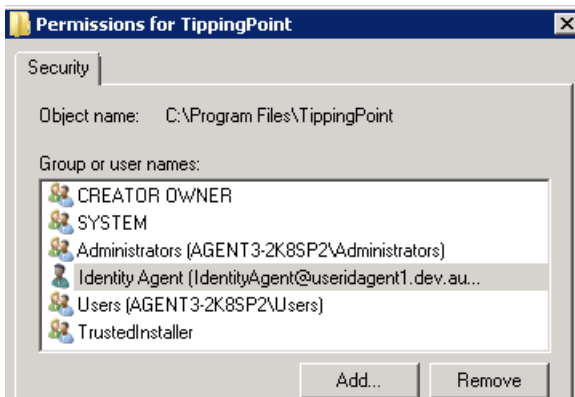 Permissions for TippingPoint
Security
Object name: C:\Program Files\TippingPoint
Group or user names:
CREATOR OWNER
SYSTEM
Administrators (AGENT3-2K8SP2\Administrators)
Identity Agent (IdentityAgent@useridagent1.dev.au...
Users (AGENT3-2K8SP2\Users)
TrustedInstaller
Add... Remove